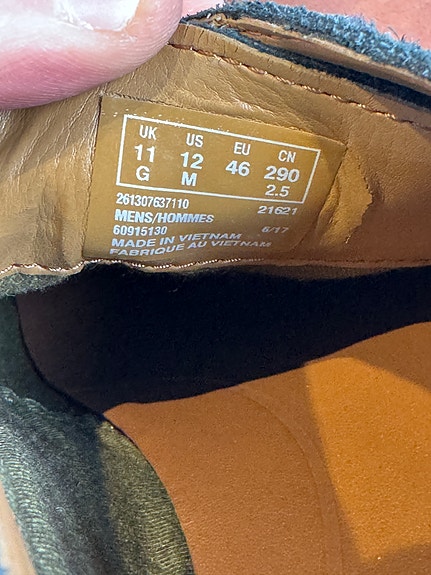 UK US EU CN
11 12 46 290
G M 2.5
261307637110 21621
MENS/HOMMES
60915130 6/17
MADE IN VIETNAM
FABRIQUE AU VIETNAM